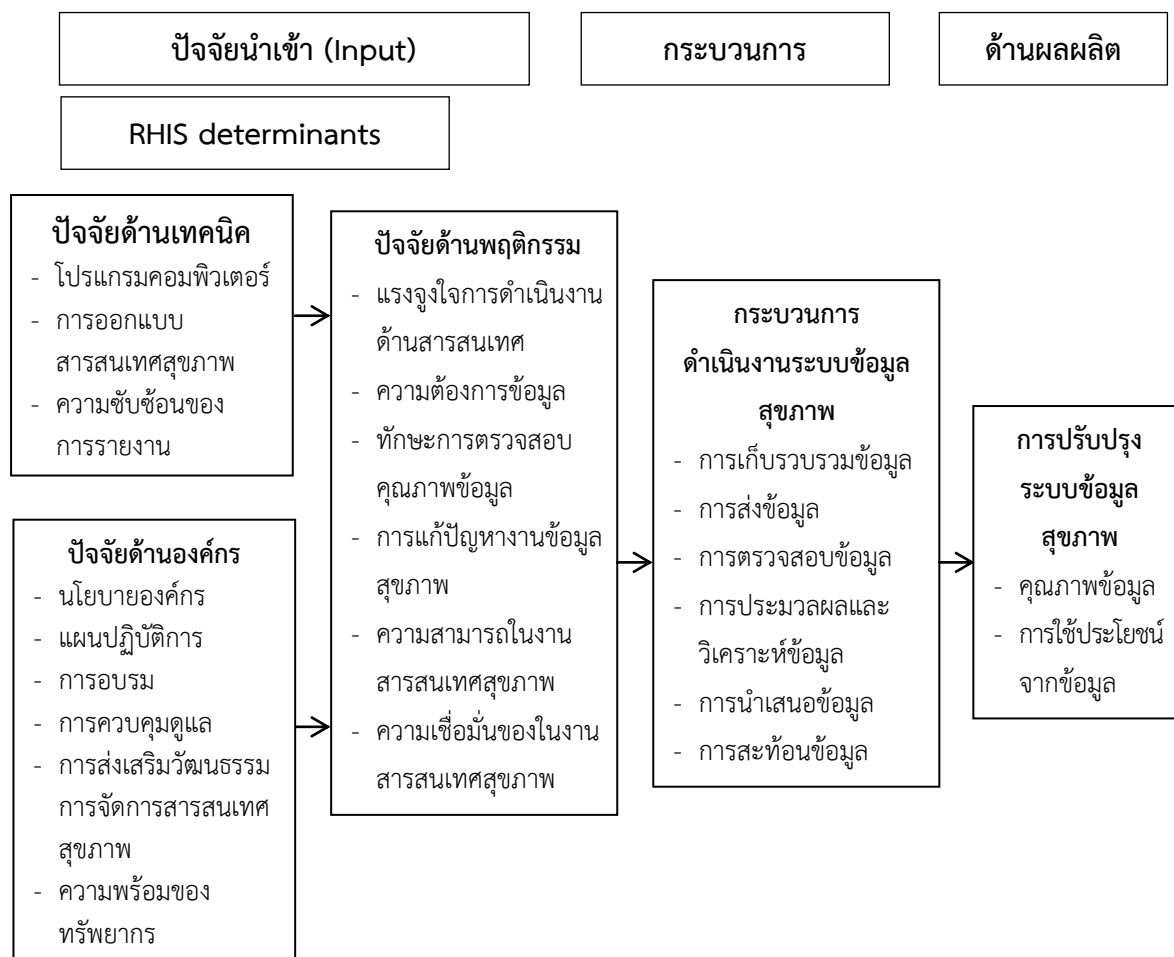 ปัจจัยนำเข้า (Input)
กระบวนการ
ด้านผลผลิต
RHIS determinants
ปัจจัยด้านเทคนิค
- โปรแกรมคอมพิวเตอร์
- การออกแบบ
สารสนเทศสุขภาพ
- ความซับซ้อนของ
การรายงาน
ปัจจัยด้านองค์กร
- นโยบายองค์กร
- แผนปฏิบัติการ
- การอบรม
- การควบคุมดูแล
- การส่งเสริมวัฒนธรรม
การจัดการสารสนเทศ
สุขภาพ
- ความพร้อมของ
ทรัพยากร
ปัจจัยด้านพฤติกรรม
- แรงจูงใจการดำเนินงาน
ด้านสารสนเทศ
- ความต้องการข้อมูล
- ทักษะการตรวจสอบ
คุณภาพข้อมูล
- การแก้ปัญหางานข้อมูล
สุขภาพ
- ความสามารถในงาน
สารสนเทศสุขภาพ
- ความเชื่อมั่นของในงาน
สารสนเทศสุขภาพ
กระบวนการ
ดำเนินงานระบบข้อมูล
สุขภาพ
- การเก็บรวบรวมข้อมูล
- การส่งข้อมูล
- การตรวจสอบข้อมูล
- การประมวลผลและ
วิเคราะห์ข้อมูล
- การนำเสนอข้อมูล
- การสะท้อนข้อมูล
การปรับปรุง
ระบบข้อมูล
สุขภาพ
- คุณภาพข้อมูล
- การใช้ประโยชน์
จากข้อมูล